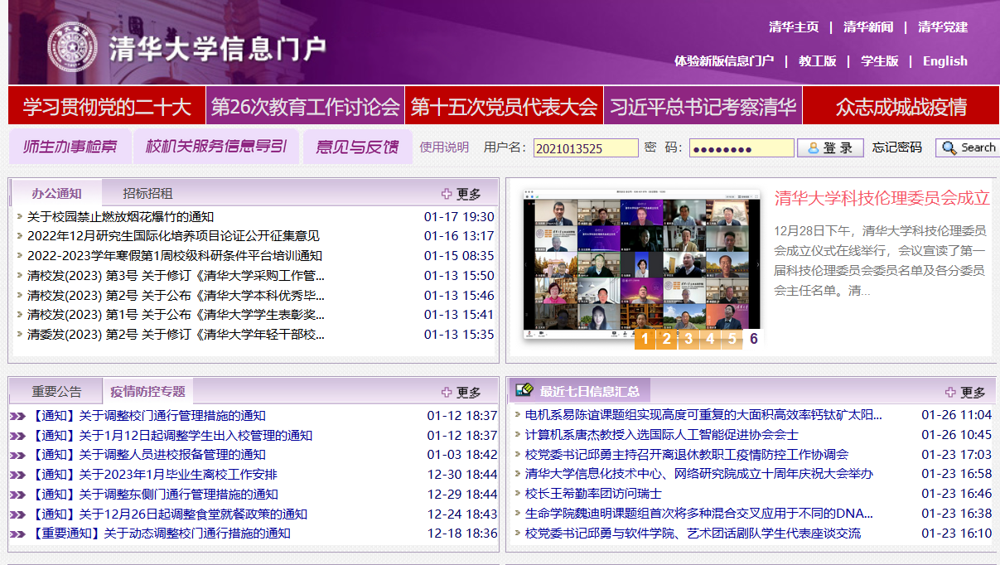 清华大学信息门户
清华主页 | 清华新闻 | 清华党建
体验新版信息门户 | 教工版 | 学生版 | English
学习贯彻党的二十大 第26次教育工作讨论会 第十五次党员代表大会 习近平总书记考察清华 众志成城战疫情
师生办事检索 校机关服务信息导引 意见与反馈 使用说明 用户名： 2021013525 密 码： ●●●●●●●● 登 录 忘记密码 Search
办公通知 招标招租 更多
关于校园禁止燃放烟花爆竹的通知 01-17 19:30
2022年12月研究生国际化培养项目论证公开征集意见 01-16 13:17
2022-2023学年寒假第1周校级科研条件平台培训通知 01-15 08:35
清校发(2023) 第3号 关于修订《清华大学采购工作管... 01-13 15:50
清校发(2023) 第2号 关于公布《清华大学本科优秀毕... 01-13 15:46
清校发(2023) 第1号 关于公布《清华大学学生表彰奖... 01-13 15:41
清委发(2023) 第2号 关于修订《清华大学年轻干部校... 01-13 15:35
1 2 3 4 5 6
清华大学科技伦理委员会成立
12月28日下午，清华大学科技伦理委员
会成立仪式在线举行，会议宣读了第一
届科技伦理委员会委员名单及各分委员
会主任名单。清...
重要公告 疫情防控专题 更多
【通知】关于调整校门通行管理措施的通知 01-12 18:37
【通知】关于1月12日起调整学生出入校管理的通知 01-12 18:37
【通知】关于调整人员进校报备管理的通知 01-03 18:42
【通知】关于2023年1月毕业生离校工作安排 12-30 18:44
【通知】关于调整东侧门通行管理措施的通知 12-29 18:44
【通知】关于12月26日起调整食堂就餐政策的通知 12-24 18:43
【重要通知】关于动态调整校门通行措施的通知 12-18 18:36
最近七日信息汇总 更多
电机系易陈谊课题组实现高度可重复的大面积高效率钙钛矿太阳... 01-26 11:04
计算机系唐杰教授入选国际人工智能促进协会会士 01-26 10:45
校党委书记邱勇主持召开离退休教职工疫情防控工作协调会 01-23 17:03
清华大学信息化技术中心、网络研究院成立十周年庆祝大会举办 01-23 16:58
校长王希勤率团访问瑞士 01-23 16:46
生命学院魏迪明课题组首次将多种混合交叉应用于不同的DNA... 01-23 16:38
校党委书记邱勇与软件学院、艺术团话剧队学生代表座谈交流 01-23 16:10